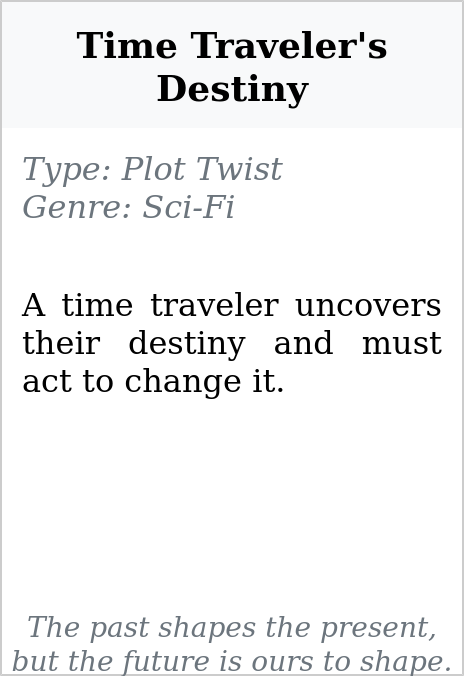 Time Traveler's
Destiny
Type: Plot Twist
Genre: Sci-Fi
A time traveler uncovers
their destiny and must
act to change it.
The past shapes the present,
but the future is ours to shape.